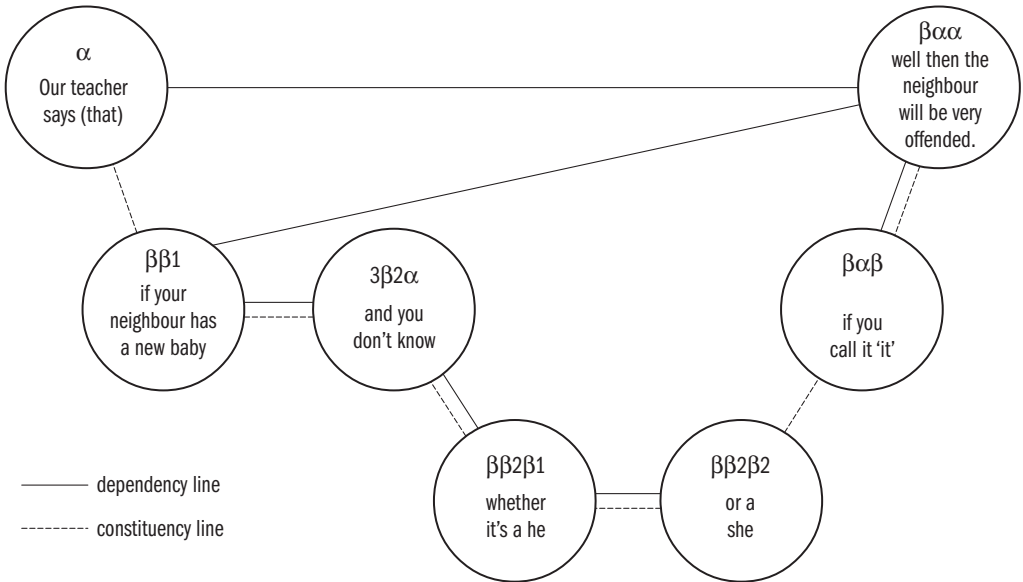 α
Our teacher
says (that)
βαα
well then the
neighbour
will be very
offended.
ββ1
if your
neighbour has
a new baby
3β2α
and you
don't know
βαβ
if you
call it 'it'
ββ2β1
whether
it's a he
ββ2β2
or a
she
dependency line
constituency line